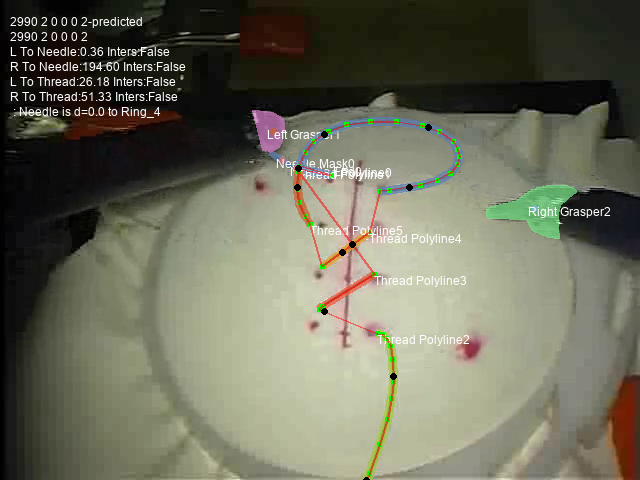 2990 2 0 0 0 2-predicted
2990 2 0 0 0 2
L To Needle:0.36 Inters:False
R To Needle:194.60 Inters:False
L To Thread:26.18 Inters:False
R To Thread:51.33 Inters:False
: Needle is d=0.0 to Ring_4
Left Grasper1
Needle Mask0
Thread Polyline1
Right Grasper2
Thread Polyline5
Thread Polyline4
Thread Polyline3
Thread Polyline2